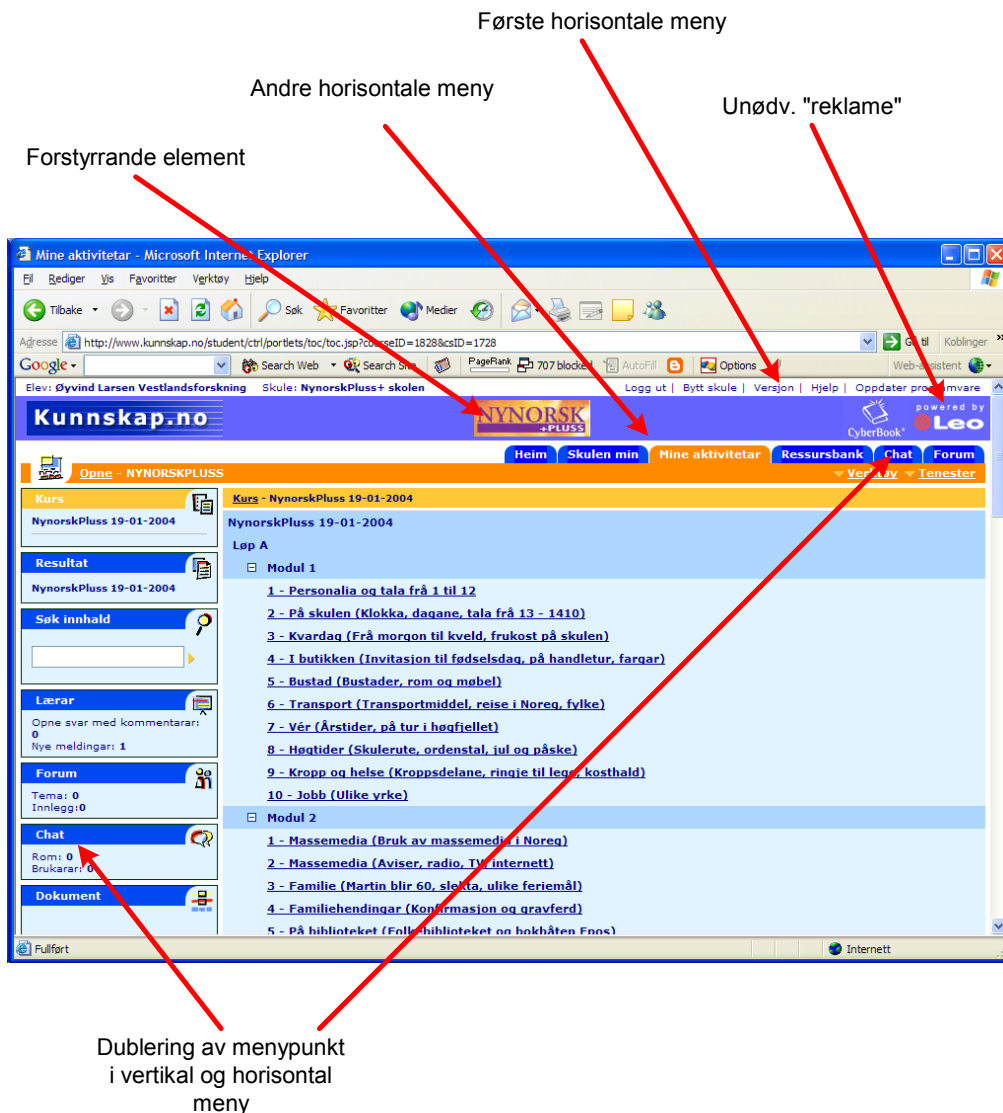 Første horisontale meny
Andre horisontale meny
Unødv. "reklame"
Forstyrrande element
Mine aktivitetar - Microsoft Internet Explorer
Fil Rediger Vis Favoritter Verktøy Hjelp
Tilbake Søk Favoritter Medier
Adresse http://www.kunnskap.no/student/ctrl/portlets/toc/toc.jsp?courseID=1828&csID=1728 Gå til Koblinger »
Google Search Web Search Site PageRank 707 blocked AutoFill Options Web-assistent
Elev: Øyvind Larsen Vestlandsforskning Skule: NynorskPluss+ skolen Logg ut | Bytt skule | Versjon | Hjelp | Oppdater programvare
Kunnskap.no NYNORSK +PLUSS CyberBook+ powered by Leo
Heim Skulen min Mine aktivitetar Ressursbank Chat Forum
Opne - NYNORSKPLUSS Verktøy Tenester
Kurs
NynorskPluss 19-01-2004
Resultat
NynorskPluss 19-01-2004
Søk innhald
Lærar
Opne svar med kommentarar:
0
Nye meldingar: 1
Forum
Tema: 0
Innlegg:0
Chat
Rom: 0
Brukarar: 0
Dokument
Kurs - NynorskPluss 19-01-2004
NynorskPluss 19-01-2004
Løp A
Modul 1
1 - Personalia og tala frå 1 til 12
2 - På skulen (Klokka, dagane, tala frå 13 - 1410)
3 - Kvardag (Frå morgon til kveld, frukost på skulen)
4 - I butikken (Invitasjon til fødselsdag, på handletur, fargar)
5 - Bustad (Bustader, rom og møbel)
6 - Transport (Transportmiddel, reise i Noreg, fylke)
7 - Vér (Årstider, på tur i høgfjellet)
8 - Høgtider (Skulerute, ordenstal, jul og påske)
9 - Kropp og helse (Kroppsdelane, ringje til lege, kosthald)
10 - Jobb (Ulike yrke)
Modul 2
1 - Massemedia (Bruk av massemedia i Noreg)
2 - Massemedia (Aviser, radio, TV, internett)
3 - Familie (Martin blir 60, slekta, ulike feriemål)
4 - Familiehendingar (Konfirmasjon og gravferd)
5 - På biblioteket (Folkebiblioteket og bokbåten Epos)
Fullført Internett
Dublering av menypunkt
i vertikal og horisontal
meny